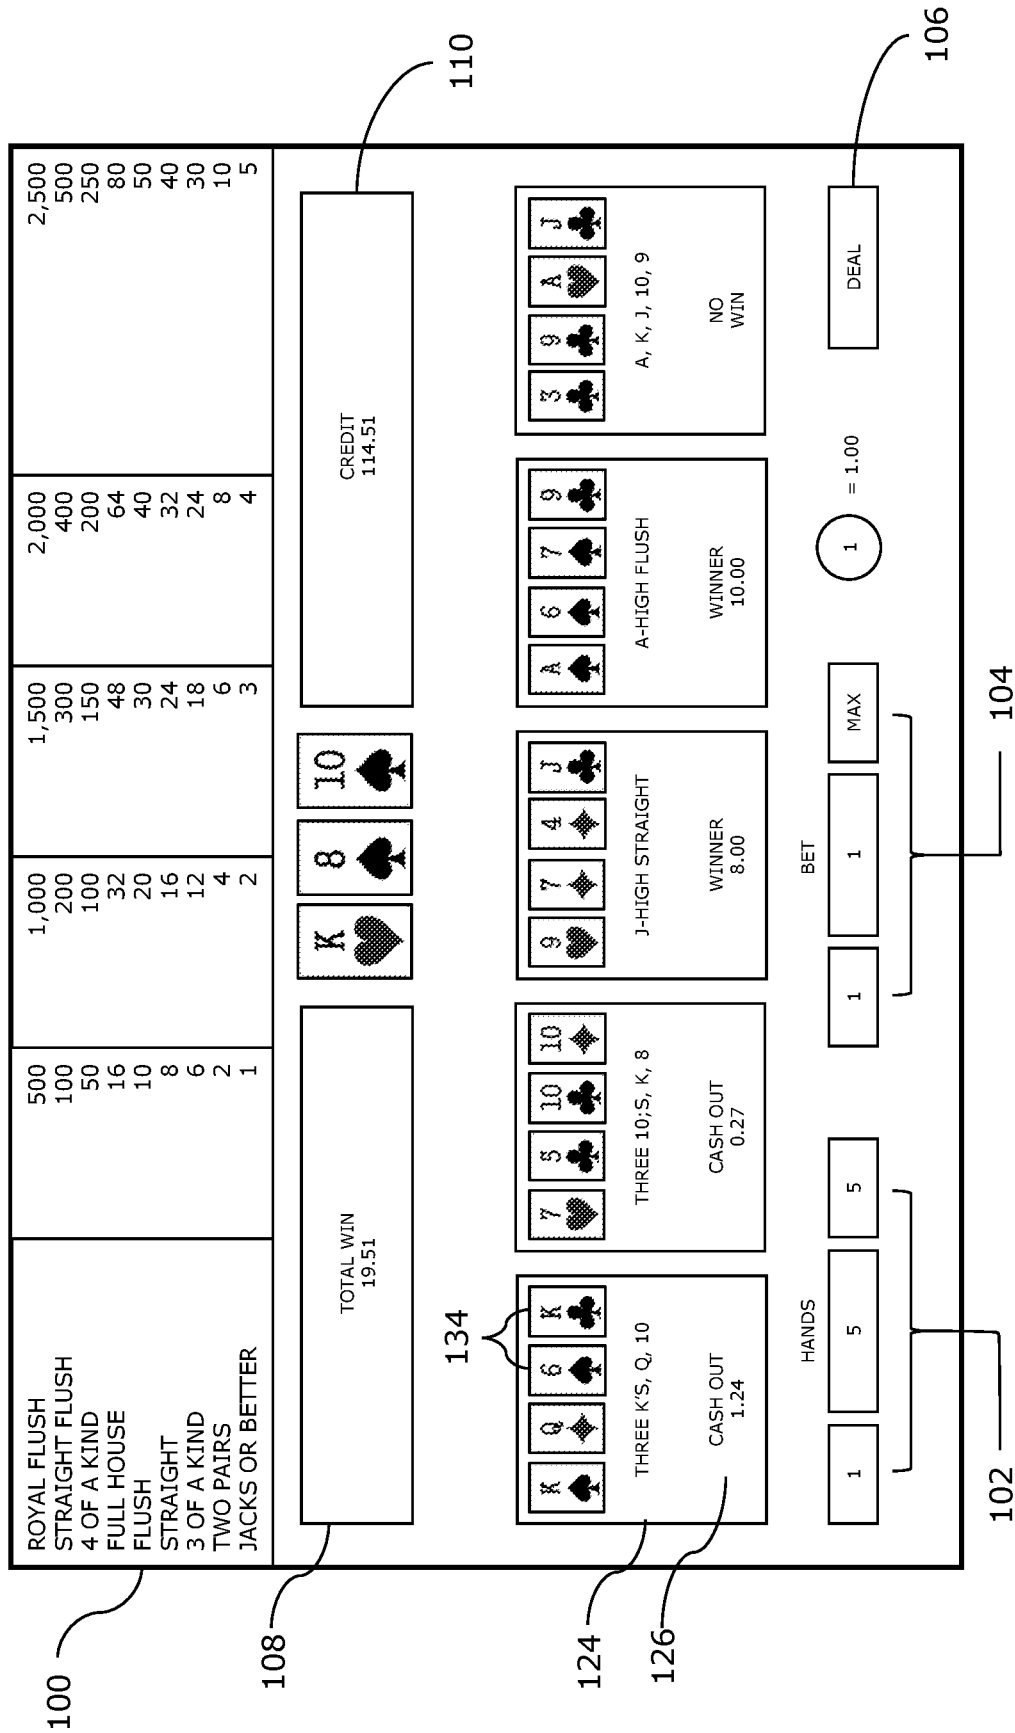 ROYAL FLUSH 500 1,000 1,500 2,000 2,500
STRAIGHT FLUSH 100 200 300 400 500
4 OF A KIND 50 100 150 200 250
FULL HOUSE 16 32 48 64 80
FLUSH 10 20 30 40 50
STRAIGHT 8 16 24 32 40
3 OF A KIND 6 12 18 24 30
TWO PAIRS 2 4 6 8 10
JACKS OR BETTER 1 2 3 4 5
100
108
TOTAL WIN
19.51
K 8 10
CREDIT
114.51
110
134
K Q 6 K
THREE K'S, Q, 10
CASH OUT
1.24
7 5 10 10
THREE 10;S, K, 8
CASH OUT
0.27
9 7 4 J
J-HIGH STRAIGHT
WINNER
8.00
A 6 7 9
A-HIGH FLUSH
WINNER
10.00
3 9 A J
A, K, J, 10, 9
NO
WIN
124
126
HANDS
1 5 5
BET
1 1 MAX
1 = 1.00
DEAL
102
104
106